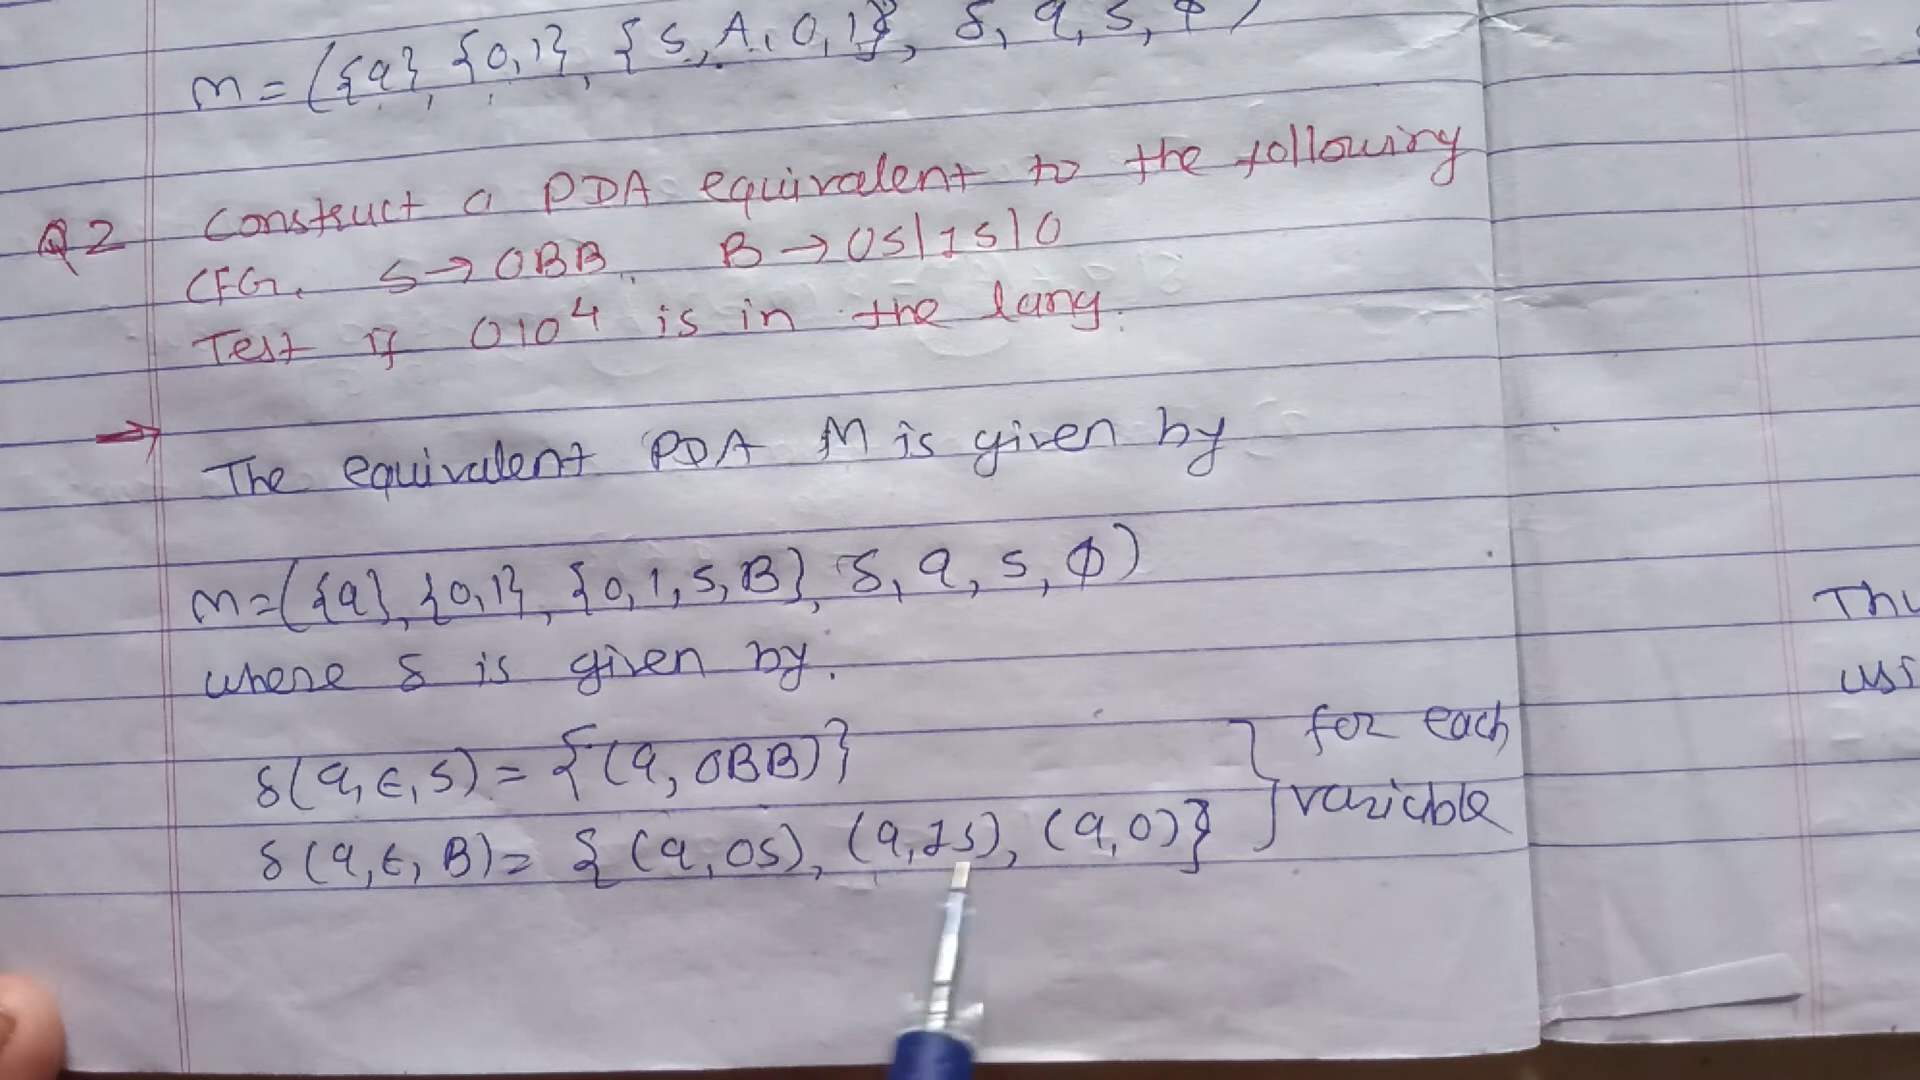 m = ({q}, {0,1}, {S, A, 0, 1}, δ, q, S, ϕ)
Q2 Construct a PDA equivalent to the following
CFG. S → 0BB. B → 0S|1S|0
Test if 010⁴ is in the lang.
The equivalent PDA M is given by
m=({q}, {0,1}, {0,1,S,B}, δ, q, S, ϕ)
where δ is given by.
δ(q,ϵ,S) = {(q, 0BB)}
δ(q,ϵ,B) = {(q,0S), (q,1S), (q,0)}
for each
variable